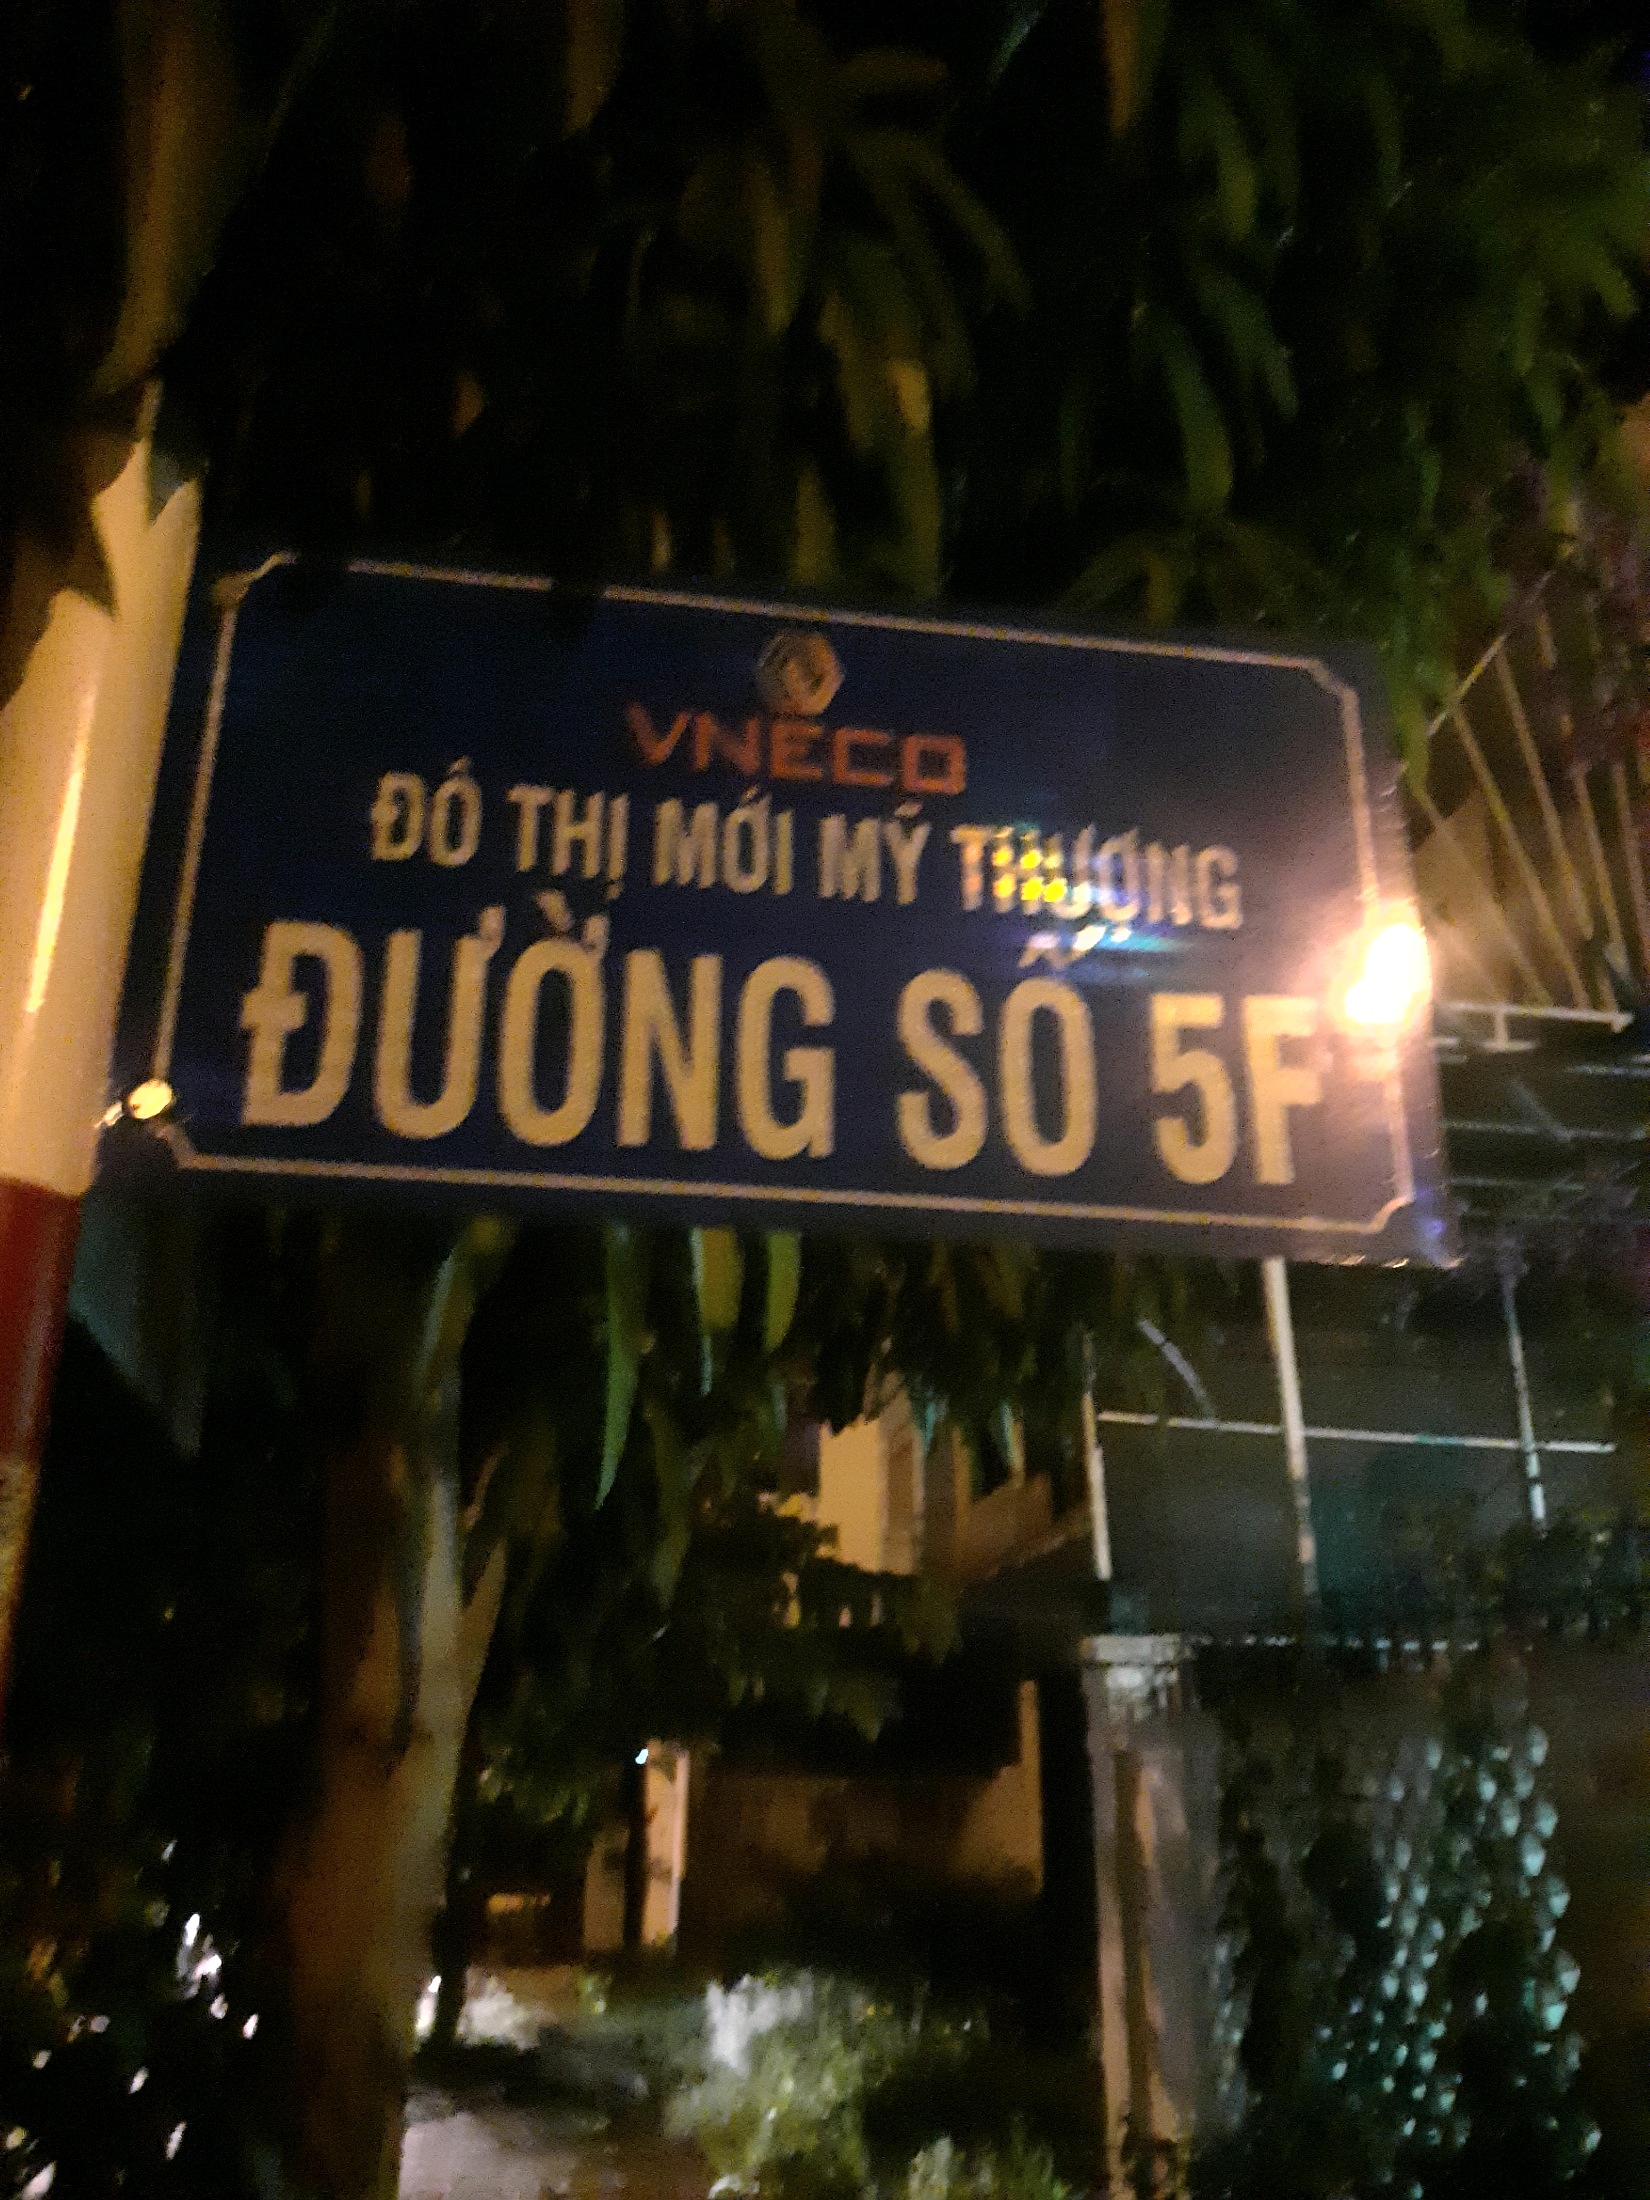 VNECO
ĐÔ THỊ MỚI MỸ THƯỢNG
ĐƯỜNG SỐ 5F